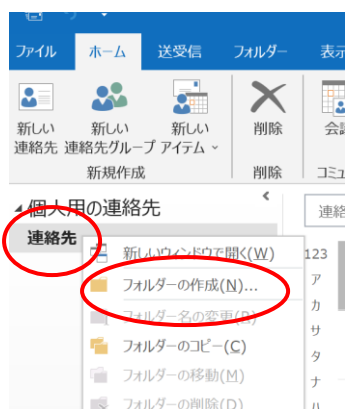 ファイル ホーム 送受信 フォルダー 表示
新しい 新しい 新しい 削除
連絡先 連絡先グループ アイテム
新規作成 削除
個人用の連絡先
連絡先
新しいウィンドウで開く(W)
フォルダーの作成(N)...
フォルダー名の変更(R)
フォルダーのコピー(C)
フォルダーの移動(M)
フォルダーの削除(D)
連絡
123
ア
カ
サ
タ
ナ